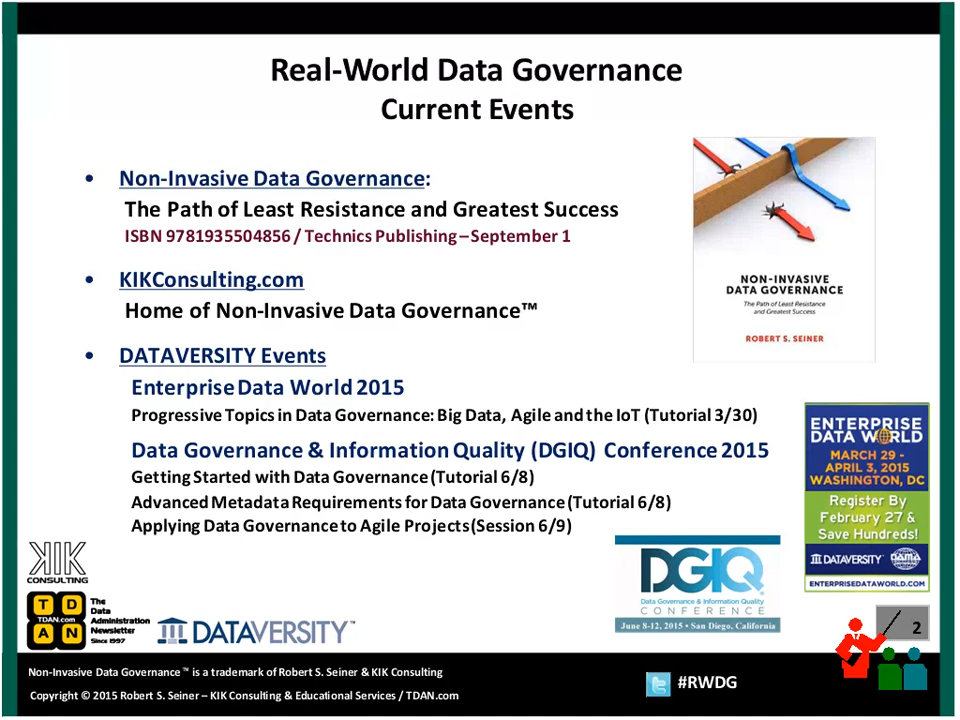 Real-World Data Governance
Current Events
• Non-Invasive Data Governance:
The Path of Least Resistance and Greatest Success
ISBN 9781935504856 / Technics Publishing – September 1
• KIKConsulting.com
Home of Non-Invasive Data Governance™
• DATAVERSITY Events
Enterprise Data World 2015
Progressive Topics in Data Governance: Big Data, Agile and the IoT (Tutorial 3/30)
Data Governance & Information Quality (DGIQ) Conference 2015
Getting Started with Data Governance (Tutorial 6/8)
Advanced Metadata Requirements for Data Governance (Tutorial 6/8)
Applying Data Governance to Agile Projects (Session 6/9)
NON-INVASIVE
DATA GOVERNANCE
The Path of Least Resistance
and Greatest Success
ROBERT S. SEINER
ENTERPRISE
DATA WORLD
MARCH 29 -
APRIL 3, 2015
WASHINGTON, DC
Register By
February 27 &
Save Hundreds!
DATAVERSITY
DAMA
ENTERPRISEDATAWORLD.COM
DGIQ
Data Governance & Information Quality
CONFERENCE
June 8-12, 2015 • San Diego, California
KIK
CONSULTING
T D
TDAN.com
A N
The
Data
Administration
Newsletter
Since 1997
DATAVERSITY™
2
Non-Invasive Data Governance™ is a trademark of Robert S. Seiner & KIK Consulting
Copyright © 2015 Robert S. Seiner – KIK Consulting & Educational Services / TDAN.com
#RWDG